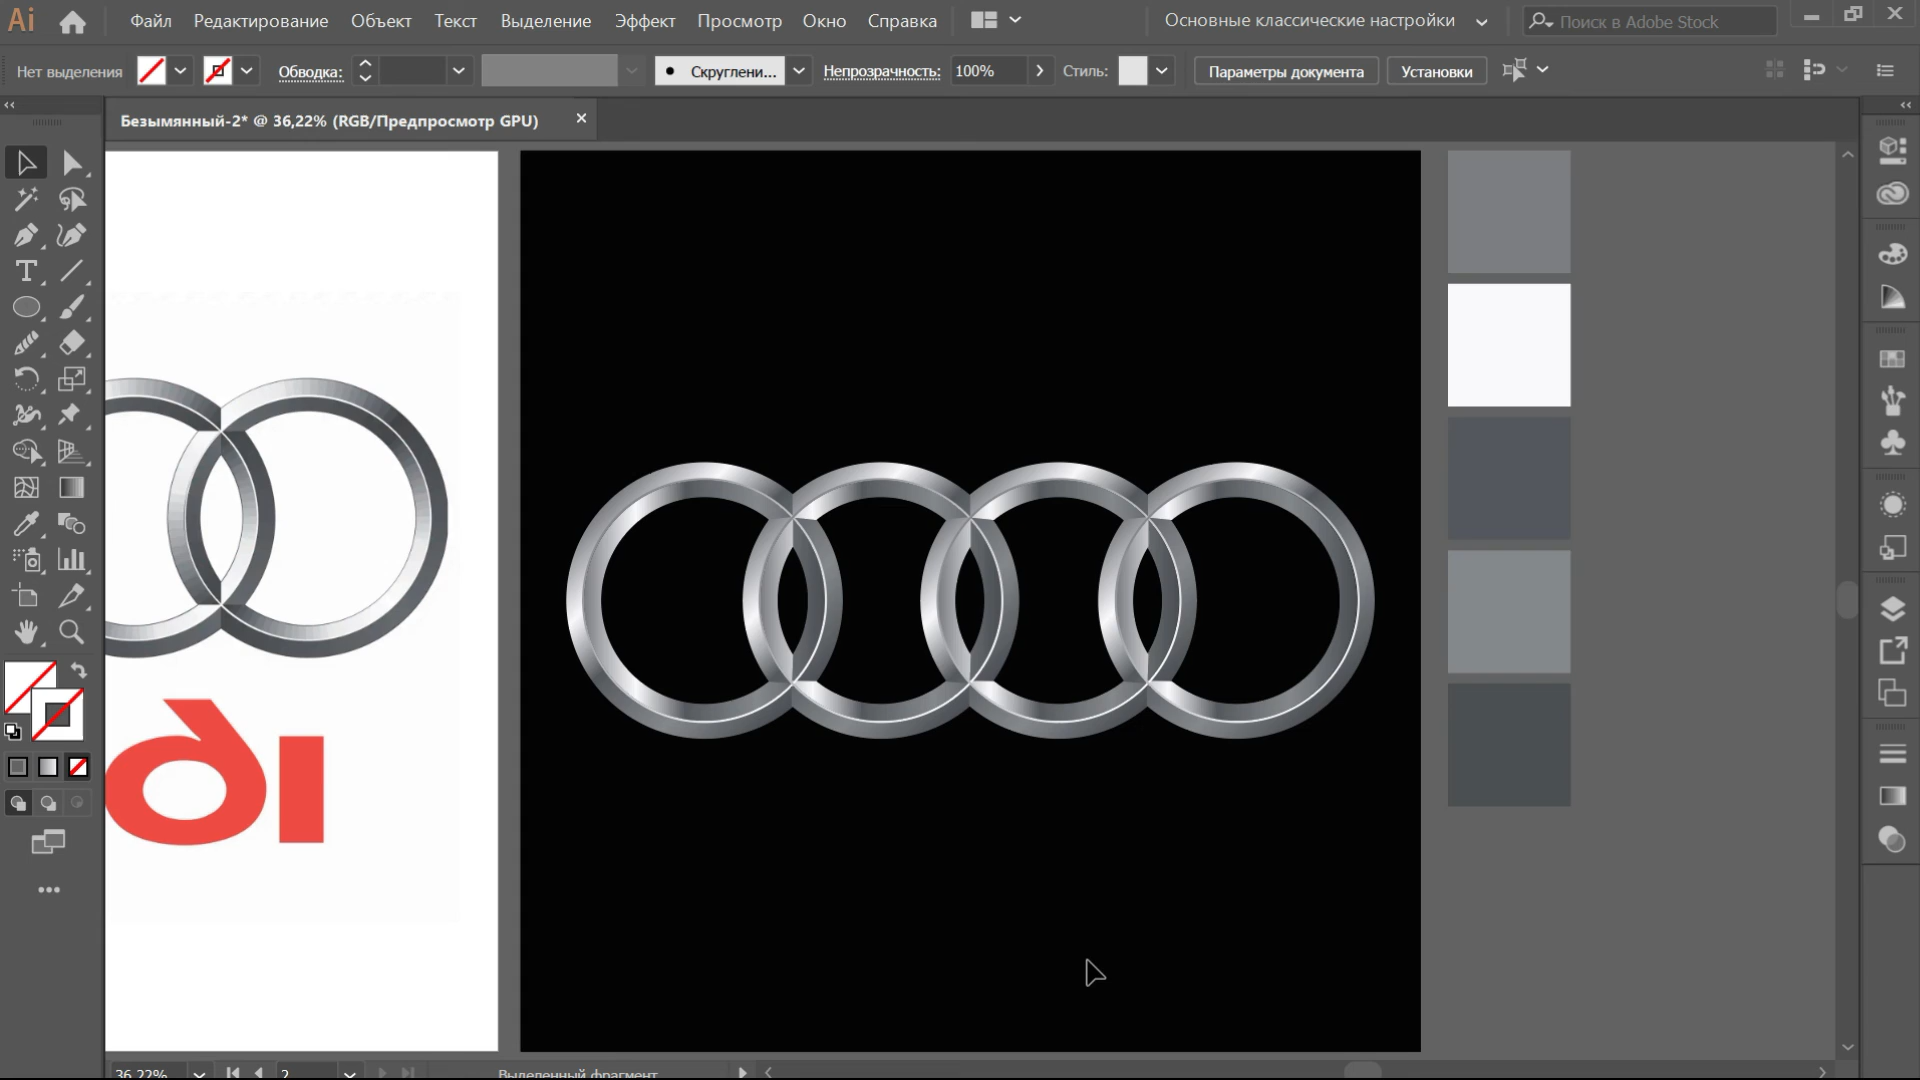 Ai Файл Редактирование Объект Текст Выделение Эффект Просмотр Окно Справка Основные классические настройки Поиск в Adobe Stock
Нет выделения Обводка: Скруглени... Непрозрачность: 100% Стиль: Параметры документа Установки
Безымянный-2* @ 36,22% (RGB/Предпросмотр GPU)
36,22% 2 Выделенный фрагмент